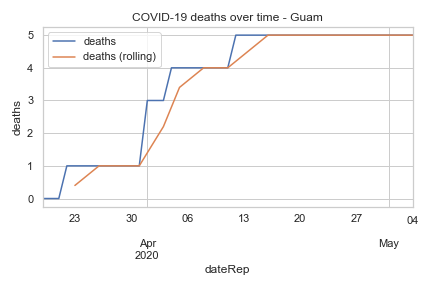 COVID-19 deaths over time - Guam
deaths
deaths (rolling)
5
4
3
2
1
0
deaths
23 30 06 13 20 27 04
Apr May
2020
dateRep